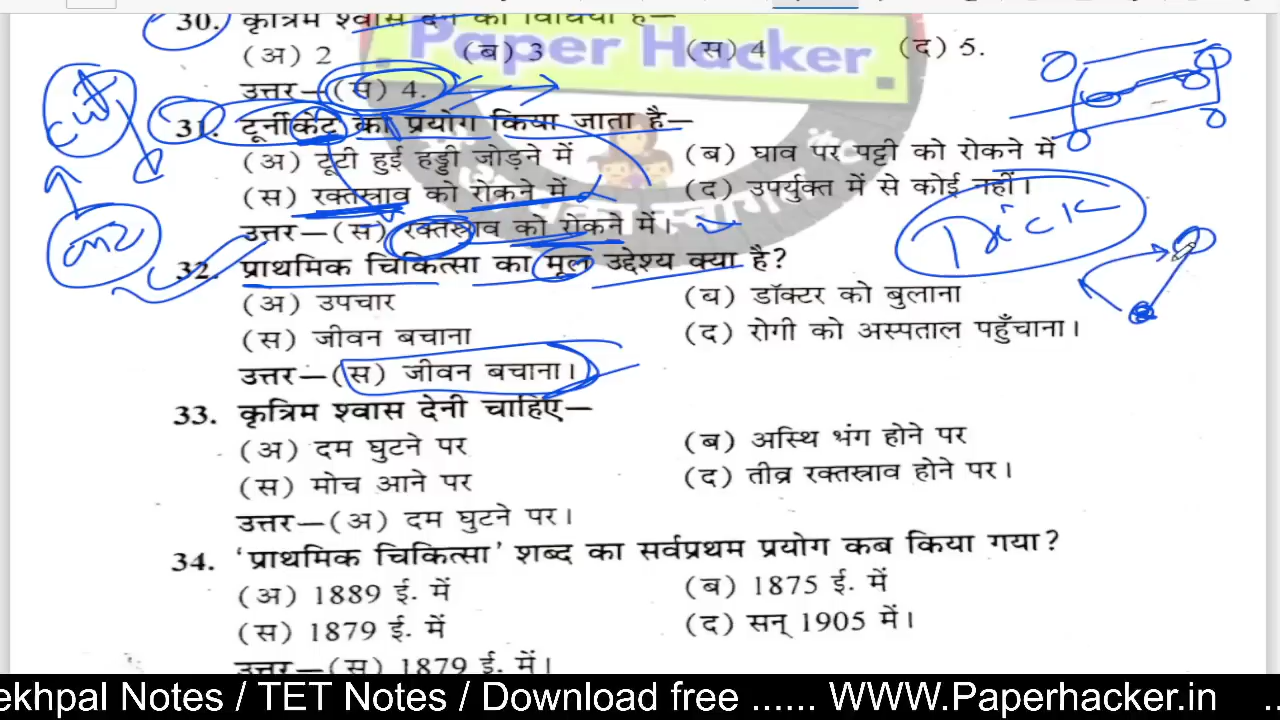 30. कृत्रिम श्वास देने की विधियाँ हैं—
(अ) 2 (ब) 3 (स) 4 (द) 5.
Paper Hacker
उत्तर—(स) 4.
31. टूर्नीकेट का प्रयोग किया जाता है—
(अ) टूटी हुई हड्डी जोड़ने में (ब) घाव पर पट्टी को रोकने में
(स) रक्तस्राव को रोकने में (द) उपर्युक्त में से कोई नहीं।
उत्तर—(स) रक्तस्राव को रोकने में।
32. प्राथमिक चिकित्सा का मूल उद्देश्य क्या है?
(अ) उपचार (ब) डॉक्टर को बुलाना
(स) जीवन बचाना (द) रोगी को अस्पताल पहुँचाना।
उत्तर—(स) जीवन बचाना।
33. कृत्रिम श्वास देनी चाहिए—
(अ) दम घुटने पर (ब) अस्थि भंग होने पर
(स) मोच आने पर (द) तीव्र रक्तस्राव होने पर।
उत्तर—(अ) दम घुटने पर।
34. ‘प्राथमिक चिकित्सा’ शब्द का सर्वप्रथम प्रयोग कब किया गया?
(अ) 1889 ई. में (ब) 1875 ई. में
(स) 1879 ई. में (द) सन् 1905 में।
उत्तर—(स) 1879 ई. में।
ekhpal Notes / TET Notes / Download free ...... WWW.Paperhacker.in ..